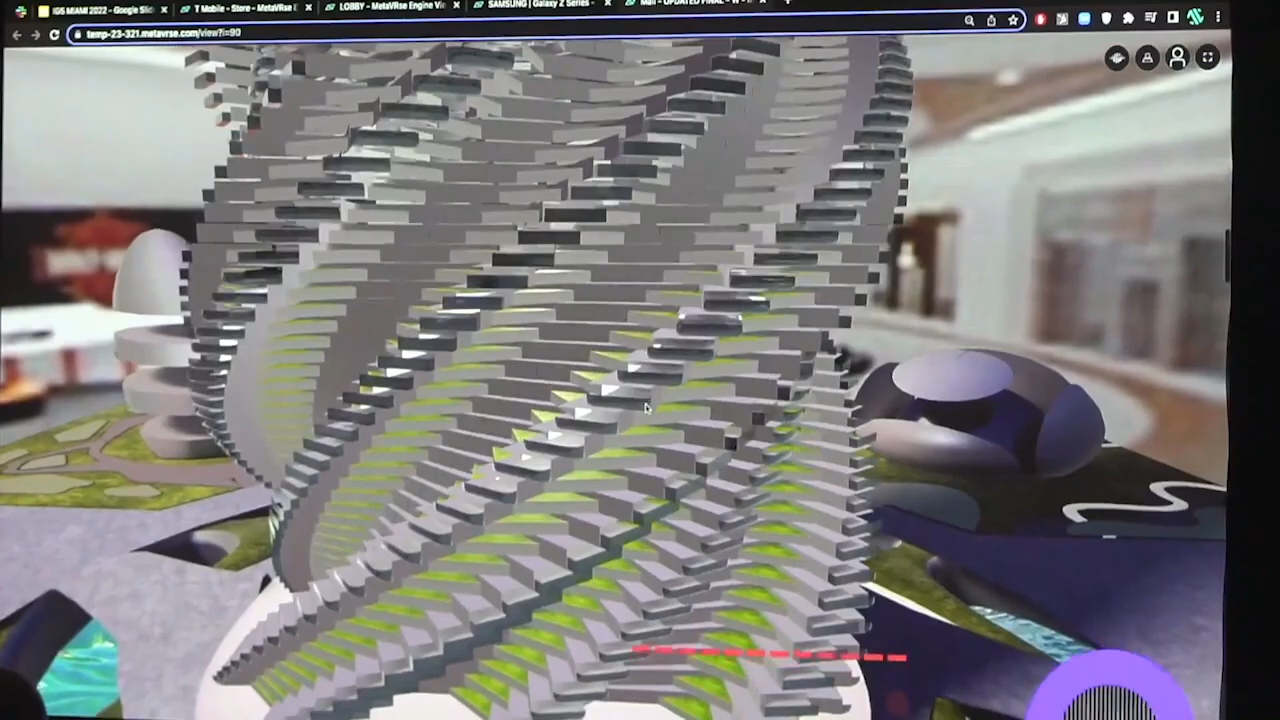 IGS MIAMI 2022 - Google Slid
T Mobile - Store - MetaVRse
LOBBY - MetaVRse Engine Vi
SAMSUNG | Galaxy Z Series -
Mail - UPDATED FINAL - W - I
temp-23-321.metavrse.com/view?i=90